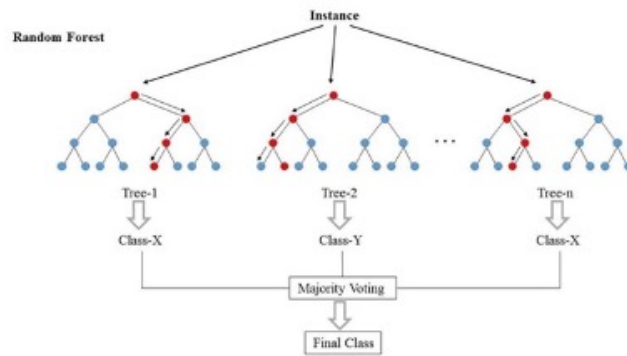 Instance
Random Forest
...
Tree-1 Tree-2 Tree-n
Class-X Class-Y Class-X
Majority Voting
Final Class